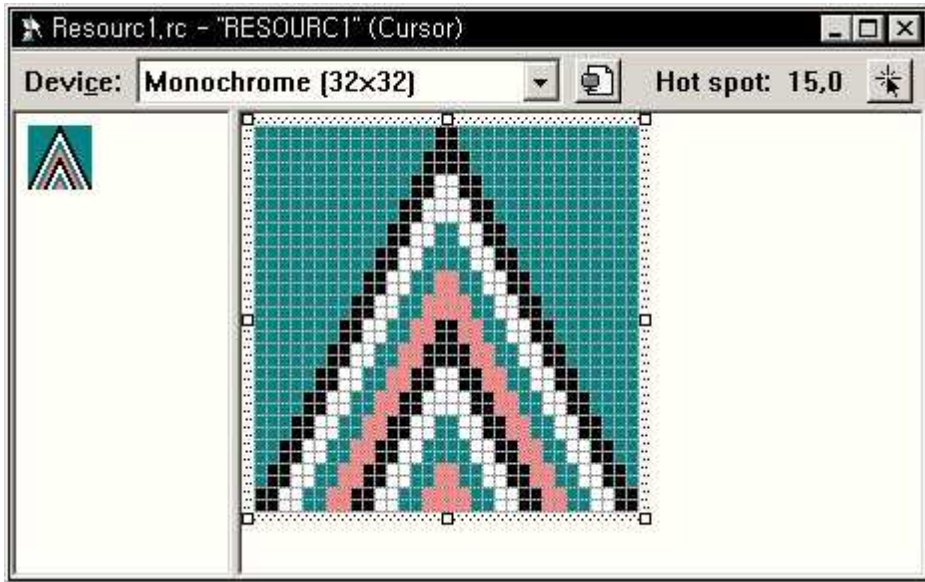 Resourc1.rc - "RESOURC1" (Cursor)
Device: Monochrome (32x32) Hot spot: 15,0